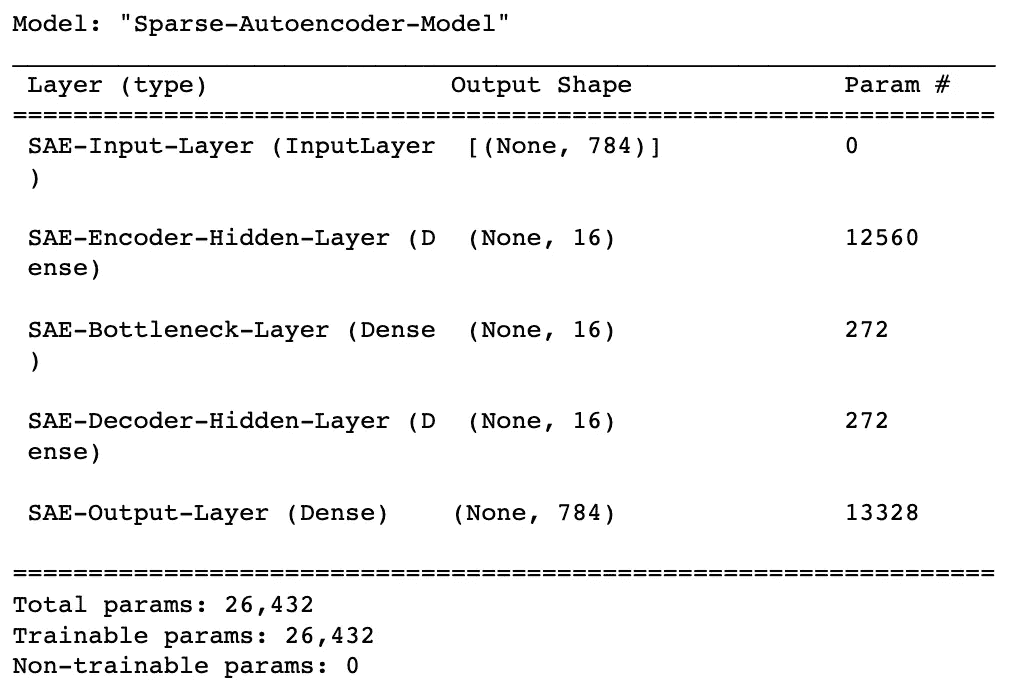 Model: "Sparse-Autoencoder-Model"
Layer (type) Output Shape Param #
SAE-Input-Layer (InputLayer [(None, 784)] 0
)
SAE-Encoder-Hidden-Layer (D (None, 16) 12560
ense)
SAE-Bottleneck-Layer (Dense (None, 16) 272
)
SAE-Decoder-Hidden-Layer (D (None, 16) 272
ense)
SAE-Output-Layer (Dense) (None, 784) 13328
Total params: 26,432
Trainable params: 26,432
Non-trainable params: 0